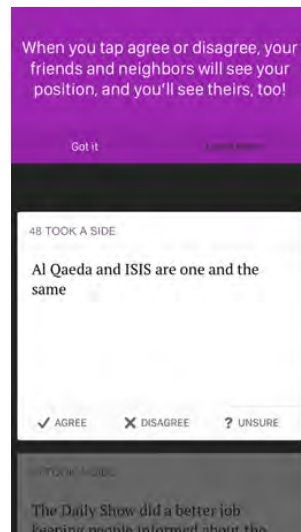 When you tap agree or disagree, your
friends and neighbors will see your
position, and you'll see theirs, too!
Got it
48 TOOK A SIDE
Al Qaeda and ISIS are one and the
same
✓ AGREE ✕ DISAGREE ? UNSURE
TOOK A SIDE
The Daily Show did a better job
keeping people informed about the